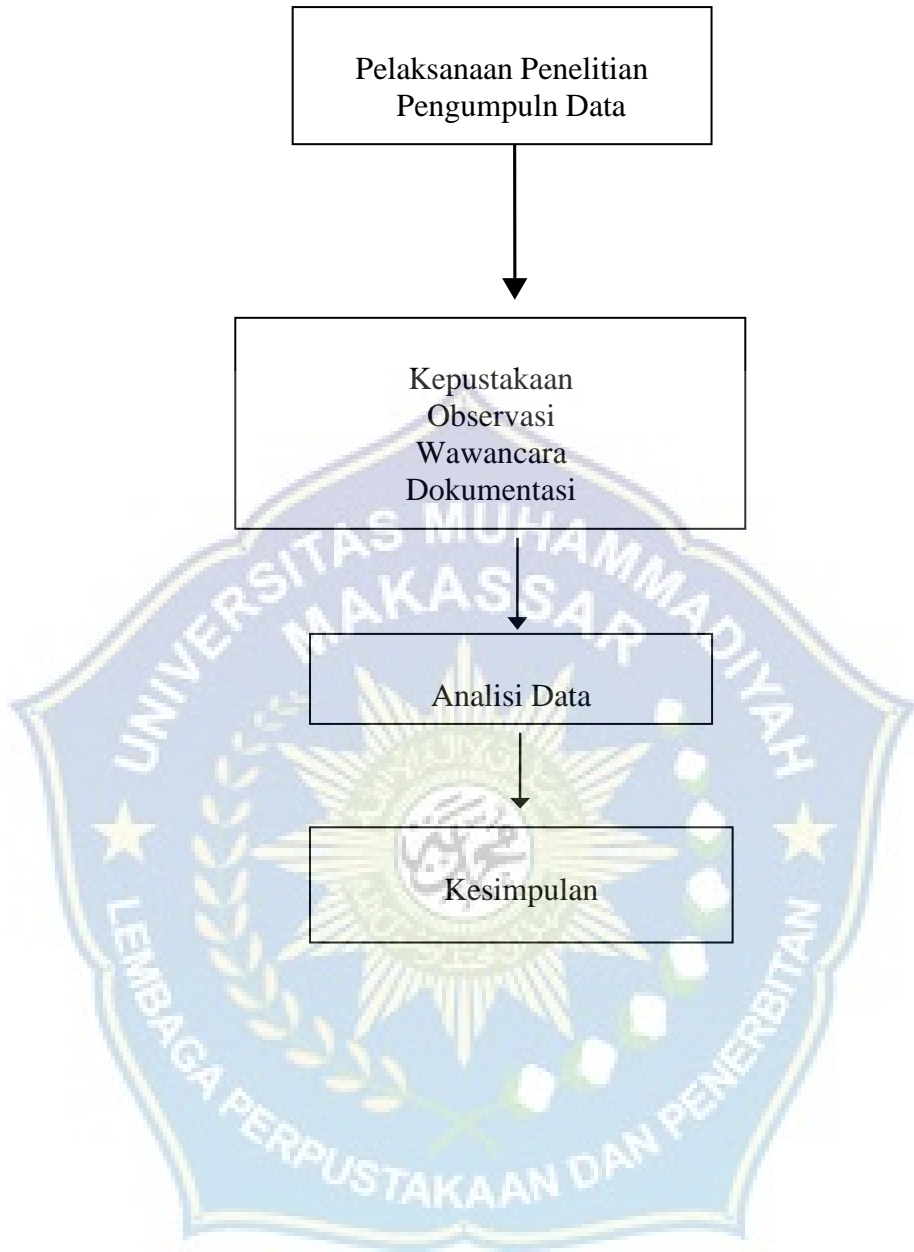 Pelaksanaan Penelitian
Pengumpuln Data
Kepustakaan
Observasi
Wawancara
Dokumentasi
UNIVERSITAS MUHAMMADIYAH
MAKASSAR
Analisi Data
Kesimpulan
LEMBAGA PERPUSTAKAAN DAN PENERBITAN